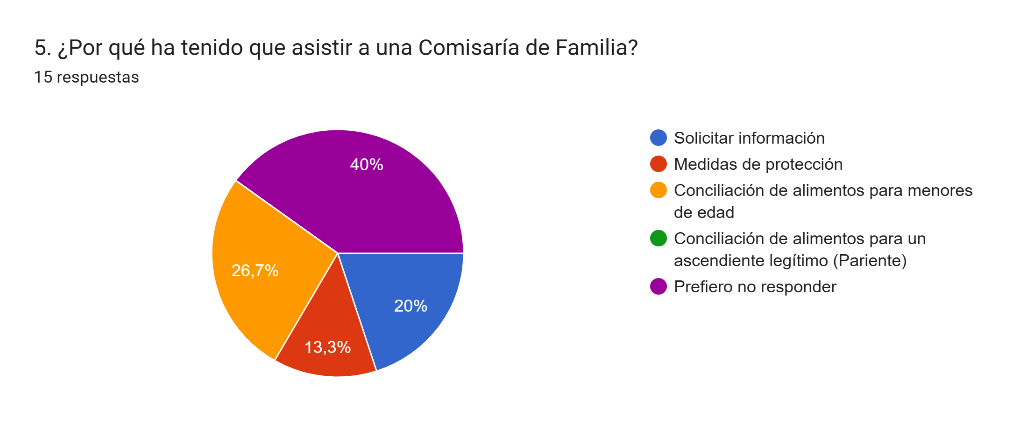 5. ¿Por qué ha tenido que asistir a una Comisaría de Familia?
15 respuestas
40%
26,7%
20%
13,3%
Solicitar información
Medidas de protección
Conciliación de alimentos para menores
de edad
Conciliación de alimentos para un
ascendiente legítimo (Pariente)
Prefiero no responder